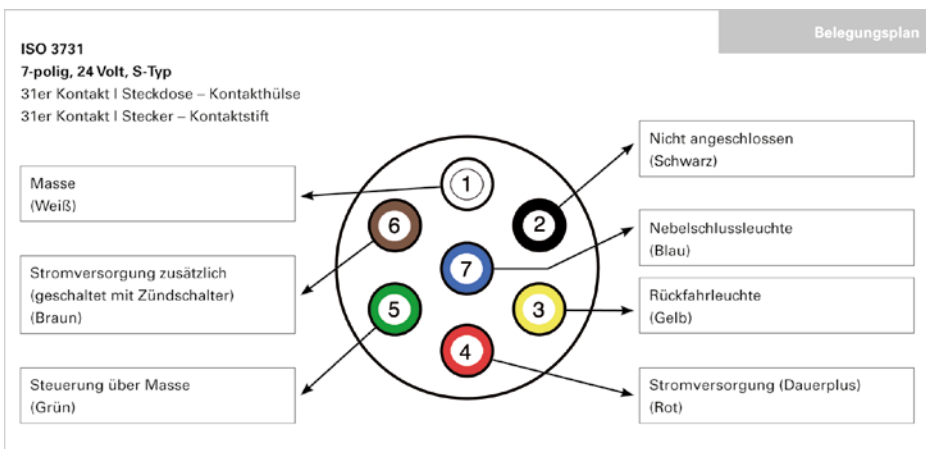 Belegungsplan
ISO 3731
7-polig, 24 Volt, S-Typ
31er Kontakt I Steckdose – Kontakthülse
31er Kontakt I Stecker – Kontaktstift
Masse
(Weiß)
Stromversorgung zusätzlich
(geschaltet mit Zündschalter)
(Braun)
Steuerung über Masse
(Grün)
1
6
2
7
5
3
4
Nicht angeschlossen
(Schwarz)
Nebelschlussleuchte
(Blau)
Rückfahrleuchte
(Gelb)
Stromversorgung (Dauerplus)
(Rot)